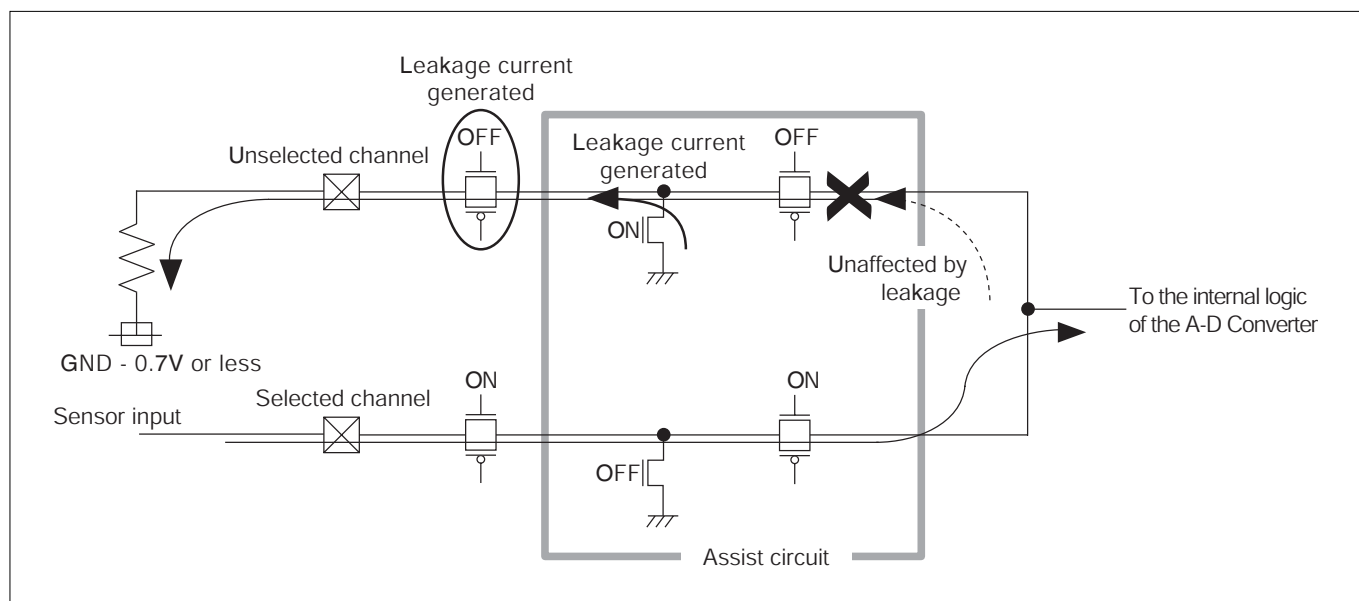 Leakage current
generated
OFF
OFF
Unselected channel
Leakage current
generated
ON
Unaffected by
leakage
To the internal logic
of the A-D Converter
GND - 0.7V or less
ON
ON
Selected channel
Sensor input
OFF
Assist circuit